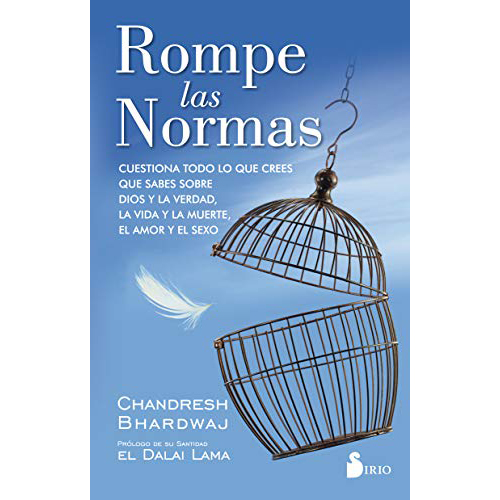 Rompe
las
Normas
CUESTIONA TODO LO QUE CREES
QUE SABES SOBRE
DIOS Y LA VERDAD,
LA VIDA Y LA MUERTE,
EL AMOR Y EL SEXO
CHANDRESH
BHARDWAJ
PRÓLOGO DE SU SANTIDAD
EL DALAI LAMA
SIRIO